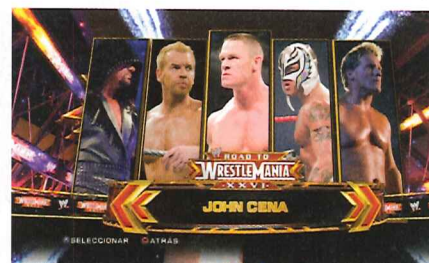 ROAD TO
WRESTLEMANIA
XXVI
JOHN CENA
SELECCIONAR ATRÁS